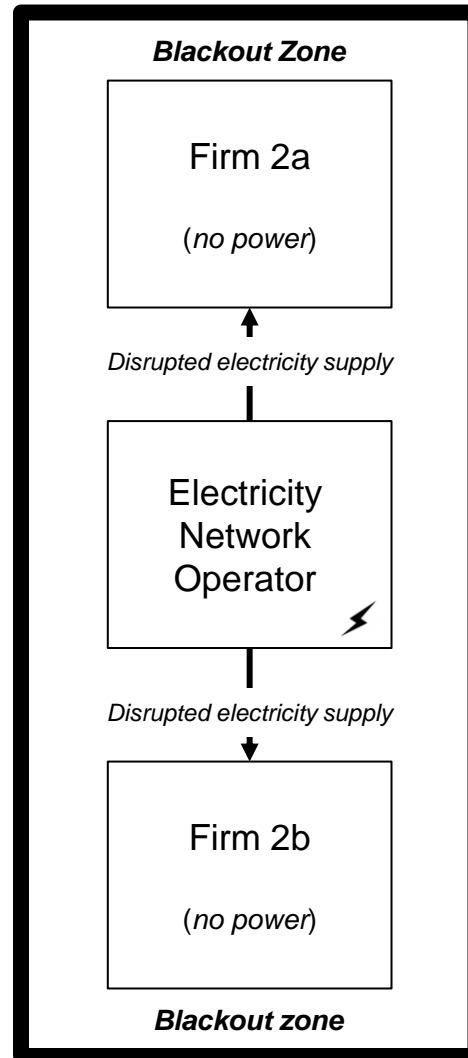 Blackout Zone
Firm 2a
(no power)
Disrupted electricity supply
Electricity
Network
Operator
Disrupted electricity supply
Firm 2b
(no power)
Blackout zone